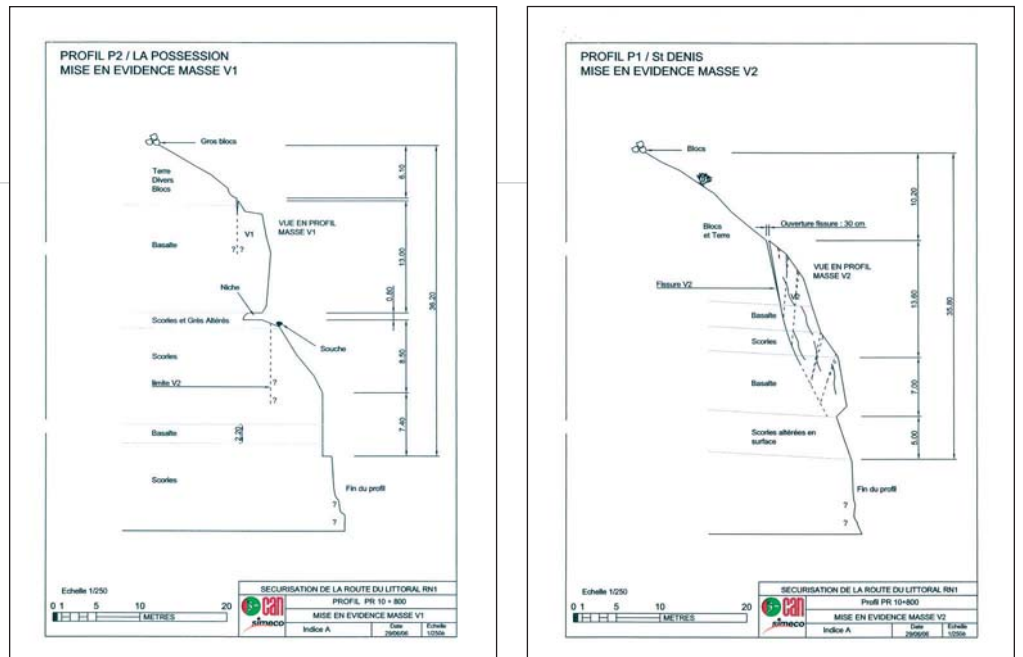 PROFIL P2 / LA POSSESSION
MISE EN EVIDENCE MASSE V1
Gros blocs
Terre
Divers
Blocs
6.10
VUE EN PROFIL
MASSE V1
V1
? ?
Basalte
13.00
36.20
Niche
0.80
Scories et Grès Altérés
Souche
Scories
8.50
limite V2
?
?
7.40
Basalte
2.20
Scories
Fin du profil
?
?
Echelle 1/250
0 1 5 10 20
METRES
SECURISATION DE LA ROUTE DU LITTORAL RN1
can
simeco
PROFIL PR 10 + 800
MISE EN EVIDENCE MASSE V1
Indice A
Date
29/06/06
Echelle
1/250e
PROFIL P1 / St DENIS
MISE EN EVIDENCE MASSE V2
Blocs
10.20
Ouverture fissure : 30 cm
Blocs
et Terre
VUE EN PROFIL
MASSE V2
Fissure V2
V2
13.60
35.80
Basalte
Scories
Basalte
7.00
Scories altérées en
surface
5.00
Fin du profil
?
?
Echelle 1/250
0 1 5 10 20
METRES
SECURISATION DE LA ROUTE DU LITTORAL RN1
can
simeco
Profil PR 10+800
MISE EN EVIDENCE MASSE V2
Indice A
Date
29/06/06
Echelle
1/250e